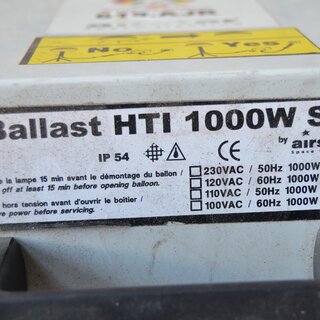 No Yes
Ballast HTI 1000W S
by airs
IP 54 CE
e la lampe 15 min avant le démontage du ballon /
off at least 15 min before opening balloon.
hors tension avant d'ouvrir le boitier /
e power before servicing.
230VAC / 50Hz 1000W
120VAC / 60Hz 1000W
110VAC / 50Hz 1000W
100VAC / 60Hz 1000W